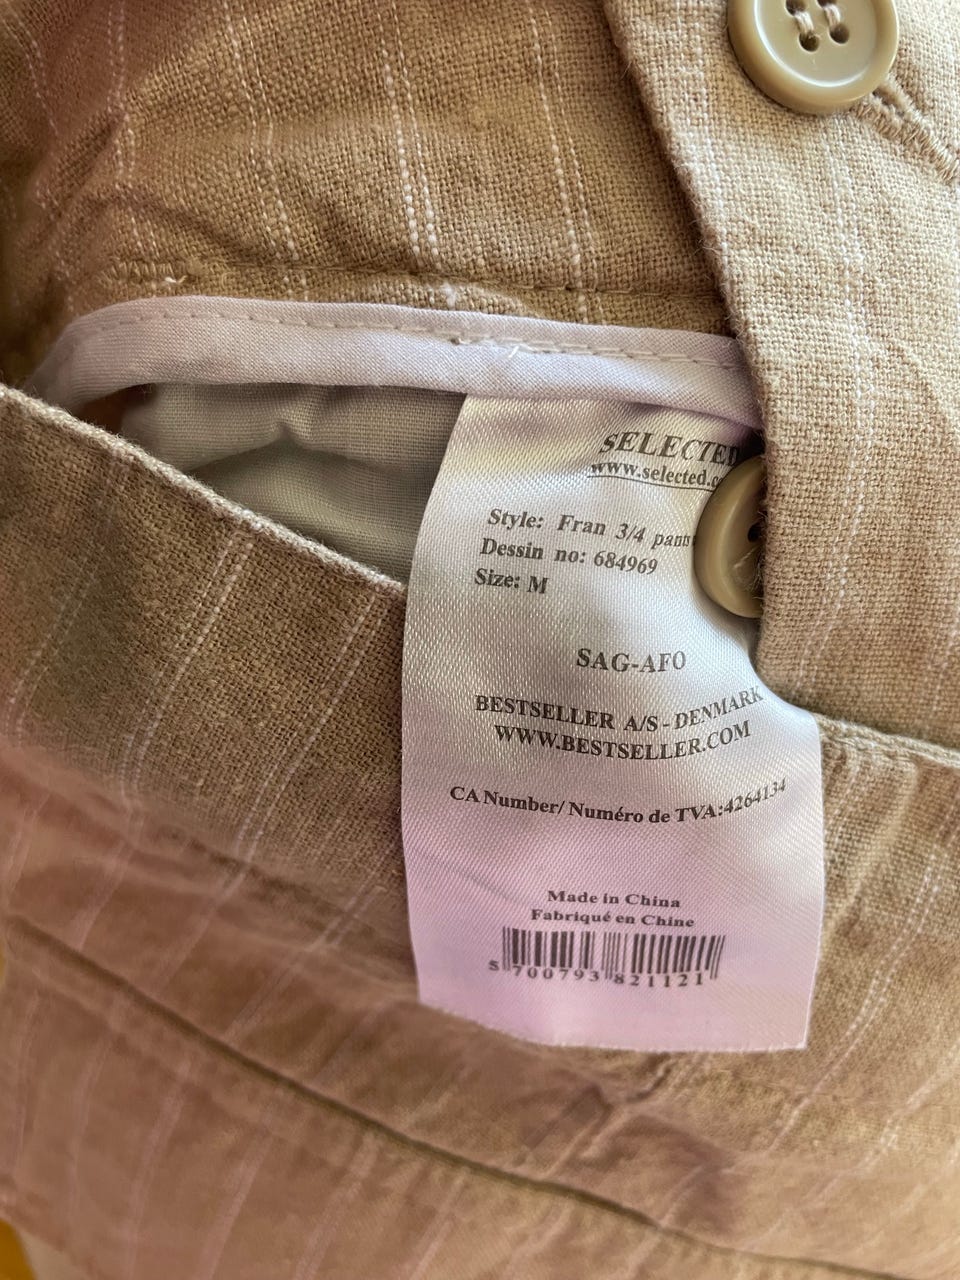 SELECTED
www.selected.c
Style: Fran 3/4 pants
Dessin no: 684969
Size: M
SAG-AFO
BESTSELLER A/S - DENMARK
WWW.BESTSELLER.COM
CA Number/ Numéro de TVA:4264134
Made in China
Fabriqué en Chine
5 700793 821121